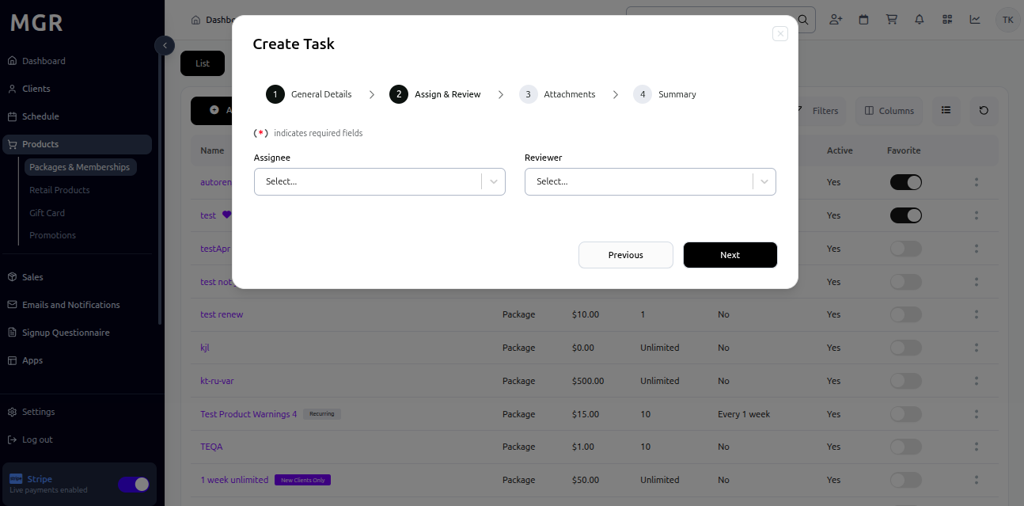 MGR
Dashboard
Clients
Schedule
Products
Packages & Memberships
Retail Products
Gift Card
Promotions
Sales
Emails and Notifications
Signup Questionnaire
Apps
Settings
Log out
Stripe
Live payments enabled
TK
List
Filters
Columns
Create Task
1 General Details
2 Assign & Review
3 Attachments
4 Summary
(*) indicates required fields
Assignee
Reviewer
Select...
Select...
Previous
Next
Name Active Favorite
Yes
test Yes
testApr Yes
test not Yes
test renew Package $10.00 1 No Yes
kjl Package $0.00 Unlimited No Yes
kt-ru-var Package $500.00 Unlimited No Yes
Test Product Warnings 4 Recurring Package $15.00 10 Every 1 week Yes
TEQA Package $1.00 10 No Yes
1 week unlimited New Clients Only Package $50.00 Unlimited No Yes